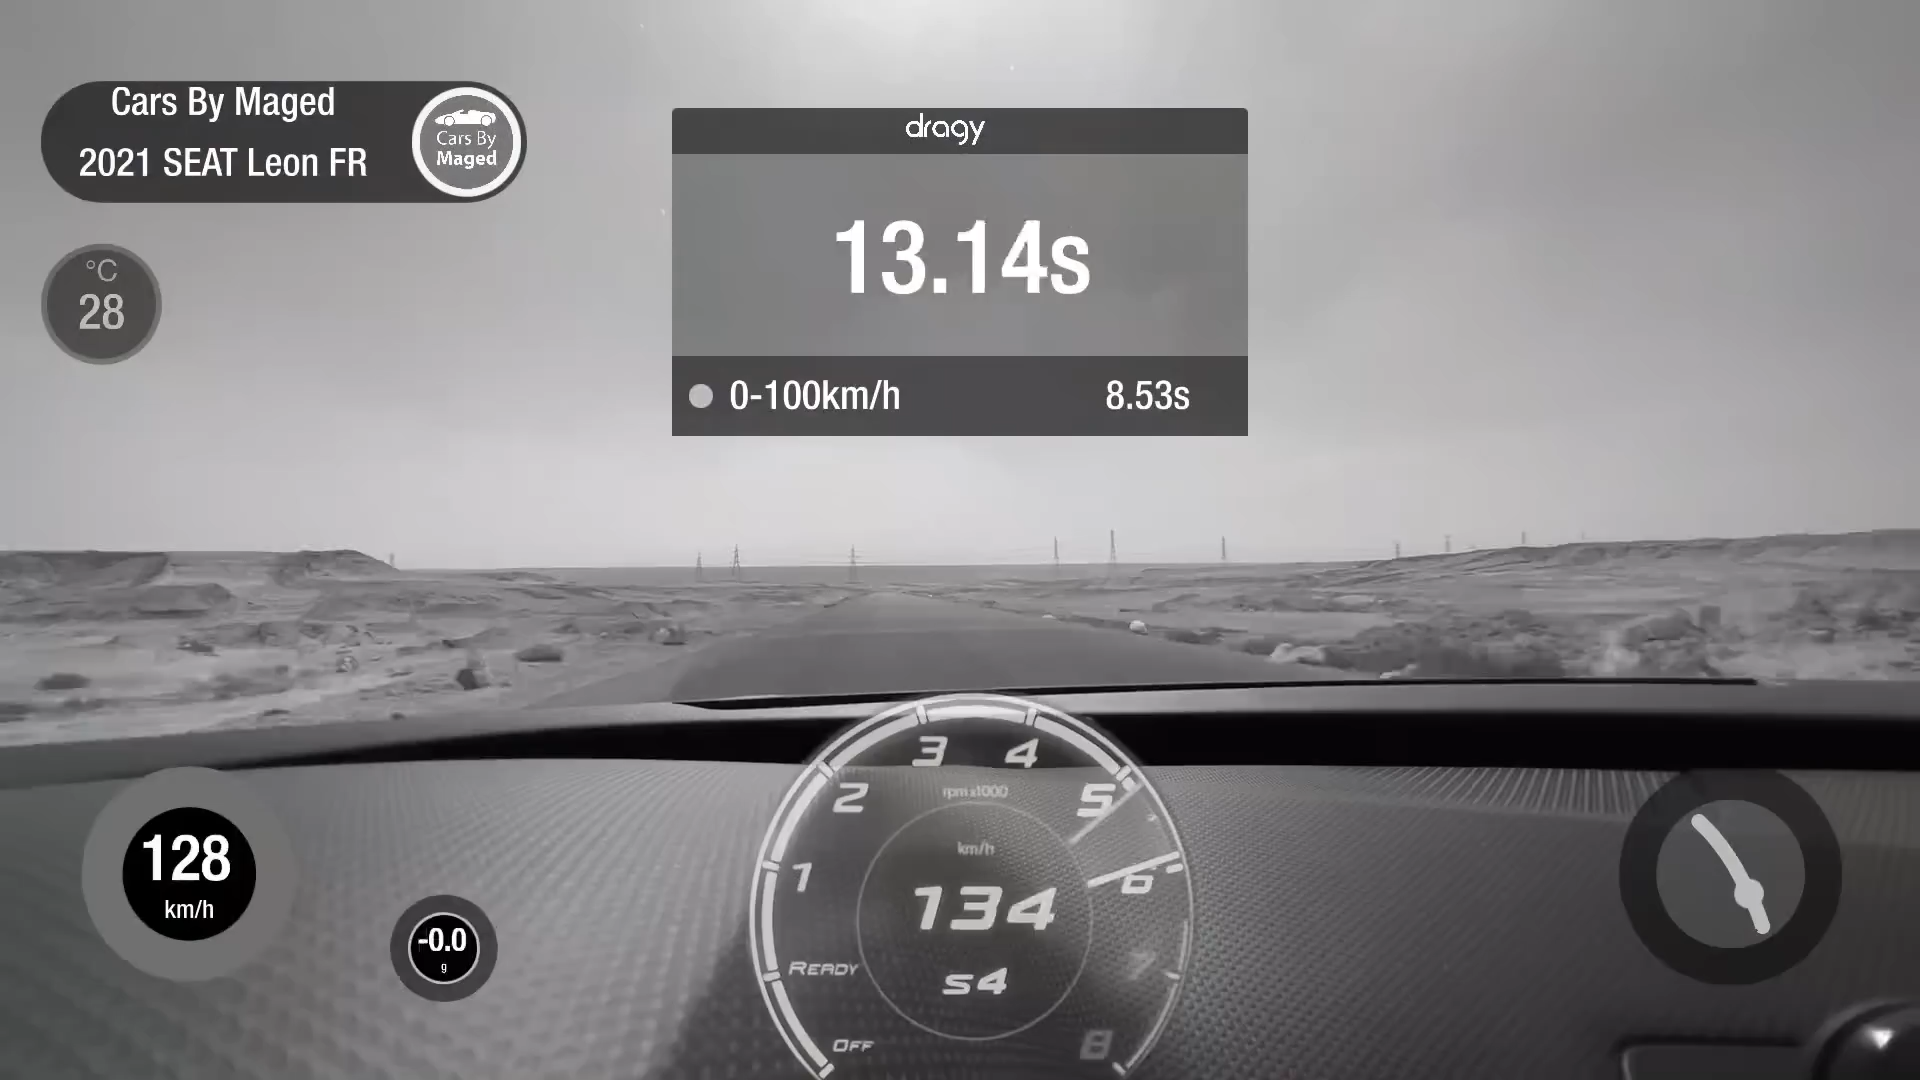 Cars By Maged
2021 SEAT Leon FR
Cars By
Maged
°C
28
dragy
13.14s
0-100km/h
8.53s
128
km/h
-0.0
g
3
4
2
5
rpm x1000
km/h
1
6
134
READY
7
S4
OFF
8